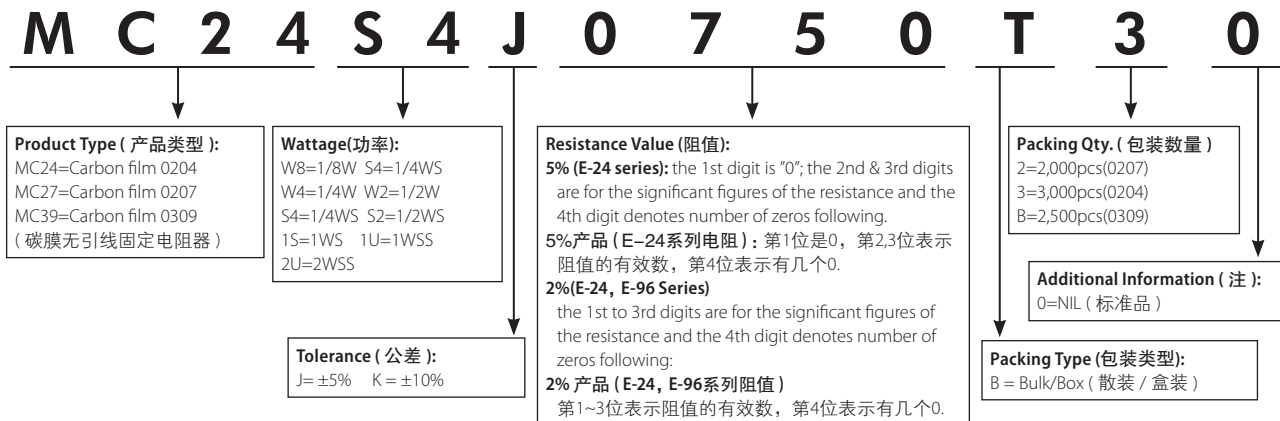 MC24S4J0750T30
Product Type ( 产品类型 ):
MC24=Carbon film 0204
MC27=Carbon film 0207
MC39=Carbon film 0309
( 碳膜无引线固定电阻器 )
Wattage(功率):
W8=1/8W S4=1/4WS
W4=1/4W W2=1/2W
S4=1/4WS S2=1/2WS
1S=1WS 1U=1WSS
2U=2WSS
Tolerance ( 公差 ):
J= ±5% K = ±10%
Resistance Value (阻值):
5% (E-24 series): the 1st digit is "0"; the 2nd & 3rd digits
are for the significant figures of the resistance and the
4th digit denotes number of zeros following.
5%产品 ( E–24系列电阻 ) : 第1位是0，第2,3位表示
阻值的有效数，第4位表示有几个0.
2%(E-24, E-96 Series)
the 1st to 3rd digits are for the significant figures of
the resistance and the 4th digit denotes number of
zeros following:
2% 产品 ( E-24, E-96系列阻值 )
第1~3位表示阻值的有效数，第4位表示有几个0.
Packing Qty. ( 包装数量 )
2=2,000pcs(0207)
3=3,000pcs(0204)
B=2,500pcs(0309)
Additional Information ( 注 ):
0=NIL ( 标准品 )
Packing Type (包装类型):
B = Bulk/Box ( 散装 / 盒装 )